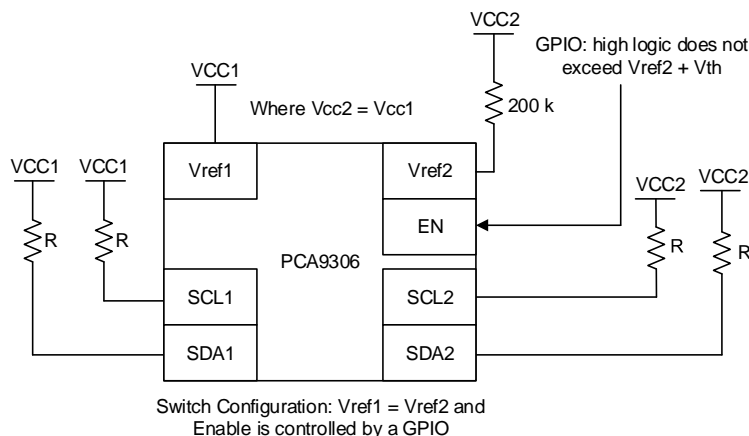 VCC2
GPIO: high logic does not
exceed Vref2 + Vth
VCC1
Where Vcc2 = Vcc1
200 k
VCC1
VCC1
Vref1
Vref2
VCC2
VCC2
EN
R
R
PCA9306
R
R
SCL1
SCL2
SDA1
SDA2
Switch Configuration: Vref1 = Vref2 and
Enable is controlled by a GPIO